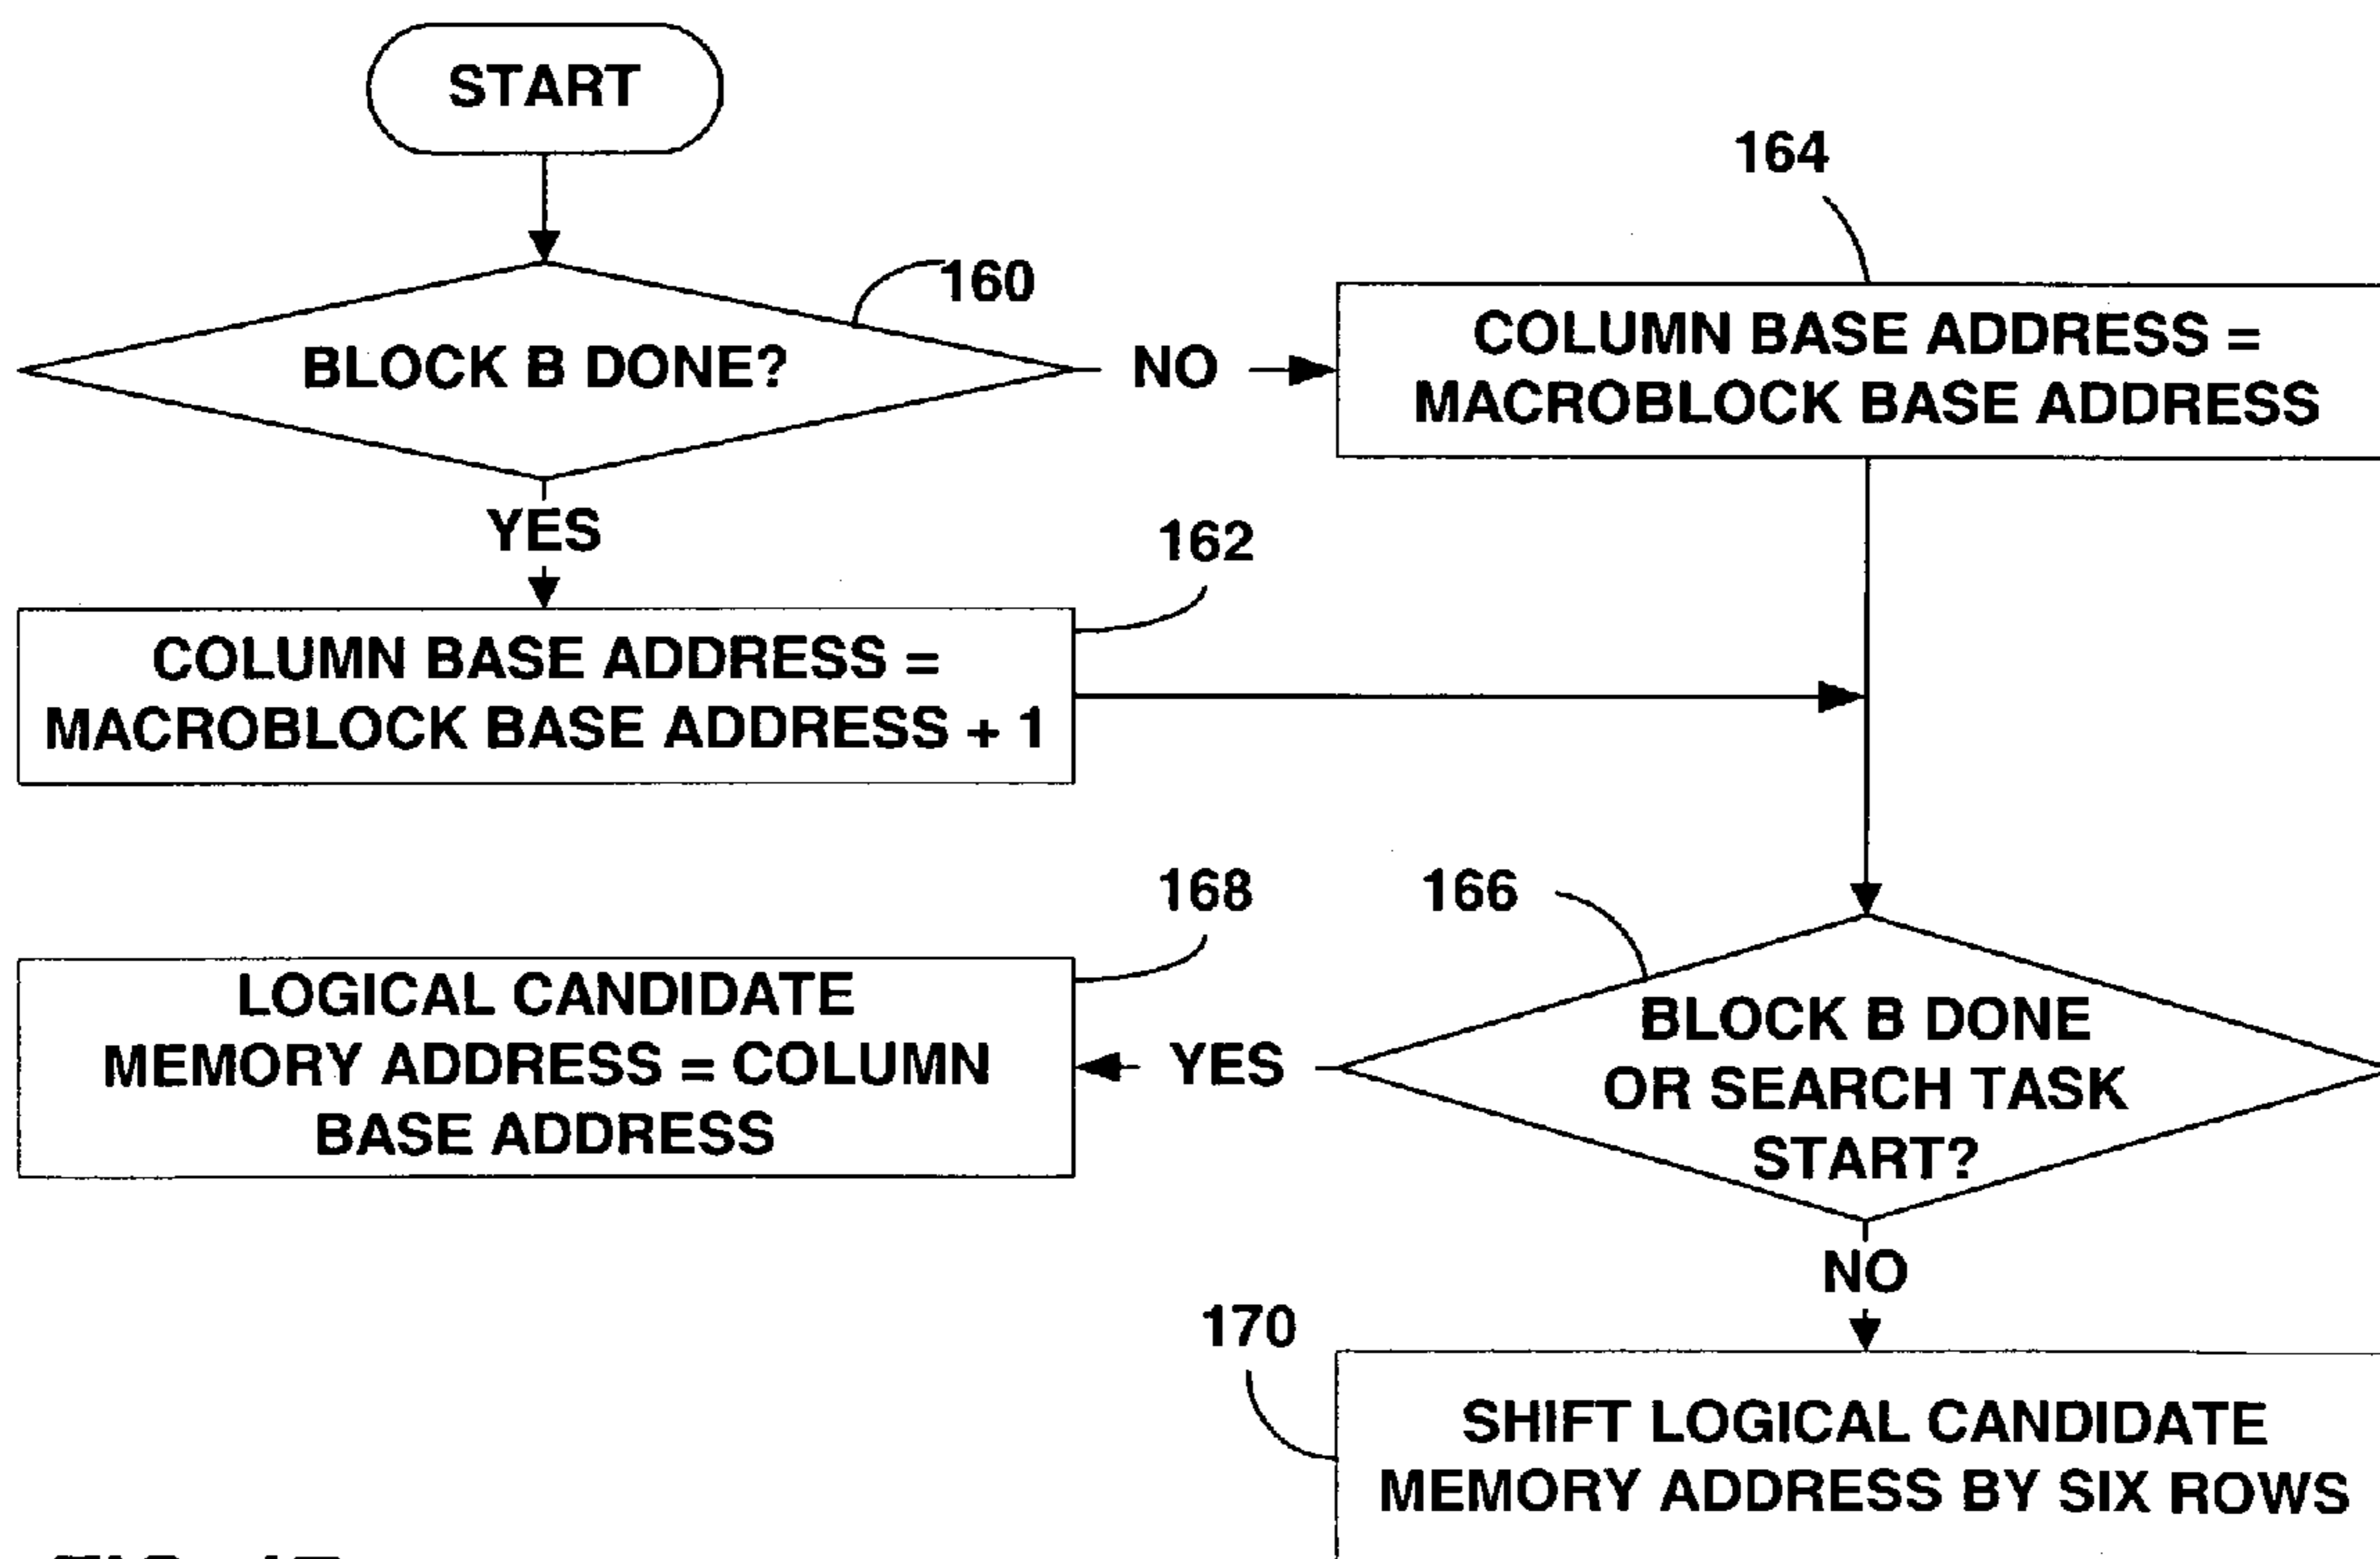 START
164
160
BLOCK B DONE?
NO
COLUMN BASE ADDRESS =
MACROBLOCK BASE ADDRESS
YES
162
COLUMN BASE ADDRESS =
MACROBLOCK BASE ADDRESS + 1
168
166
LOGICAL CANDIDATE
MEMORY ADDRESS = COLUMN
BASE ADDRESS
YES
BLOCK B DONE
OR SEARCH TASK
START?
NO
170
SHIFT LOGICAL CANDIDATE
MEMORY ADDRESS BY SIX ROWS